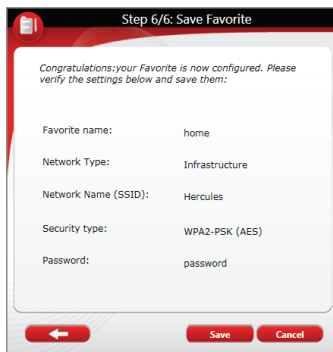 Step 6/6: Save Favorite
Congratulations:your Favorite is now configured. Please
verify the settings below and save them:
Favorite name: home
Network Type: Infrastructure
Network Name (SSID): Hercules
Security type: WPA2-PSK (AES)
Password: password
Save Cancel